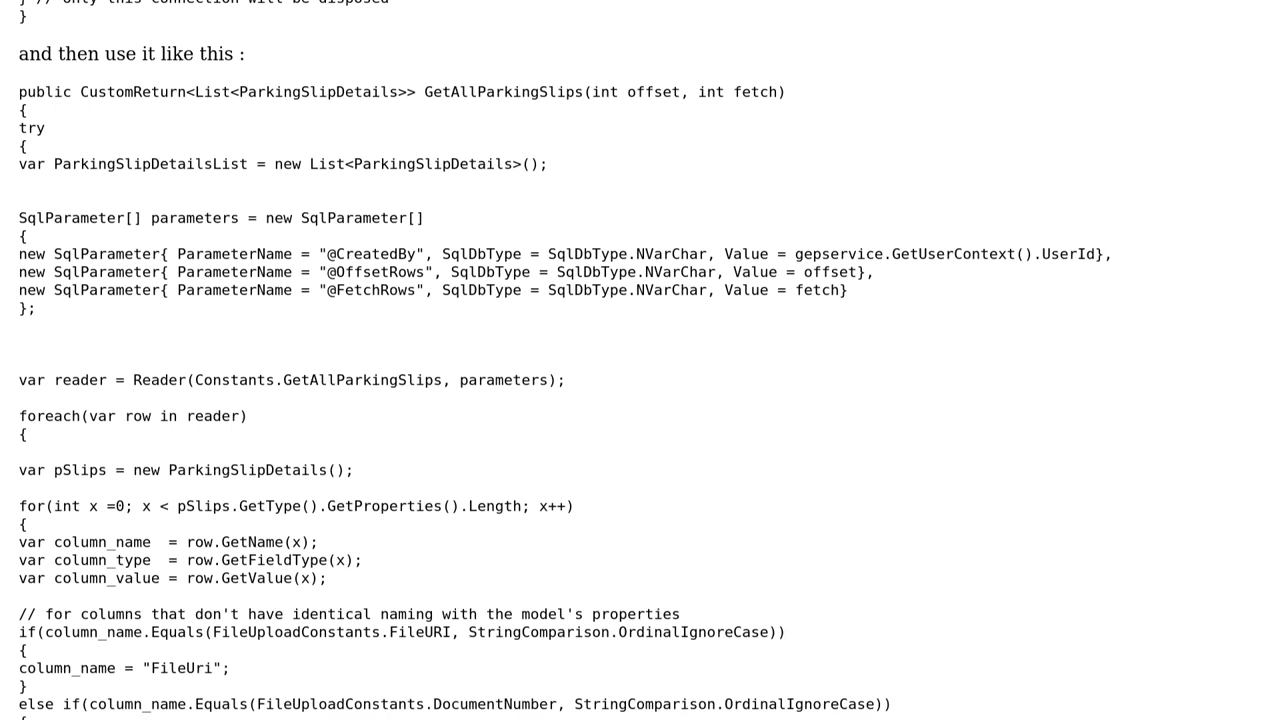 } // only this connection will be disposed
}
and then use it like this :
public CustomReturn<List<ParkingSlipDetails>> GetAllParkingSlips(int offset, int fetch)
{
try
{
var ParkingSlipDetailsList = new List<ParkingSlipDetails>();
SqlParameter[] parameters = new SqlParameter[]
{
new SqlParameter{ ParameterName = "@CreatedBy", SqlDbType = SqlDbType.NVarChar, Value = gepservice.GetUserContext().UserId},
new SqlParameter{ ParameterName = "@OffsetRows", SqlDbType = SqlDbType.NVarChar, Value = offset},
new SqlParameter{ ParameterName = "@FetchRows", SqlDbType = SqlDbType.NVarChar, Value = fetch}
};
var reader = Reader(Constants.GetAllParkingSlips, parameters);
foreach(var row in reader)
{
var pSlips = new ParkingSlipDetails();
for(int x =0; x < pSlips.GetType().GetProperties().Length; x++)
{
var column_name  = row.GetName(x);
var column_type  = row.GetFieldType(x);
var column_value = row.GetValue(x);
// for columns that don't have identical naming with the model's properties
if(column_name.Equals(FileUploadConstants.FileURI, StringComparison.OrdinalIgnoreCase))
{
column_name = "FileUri";
}
else if(column_name.Equals(FileUploadConstants.DocumentNumber, StringComparison.OrdinalIgnoreCase))
{